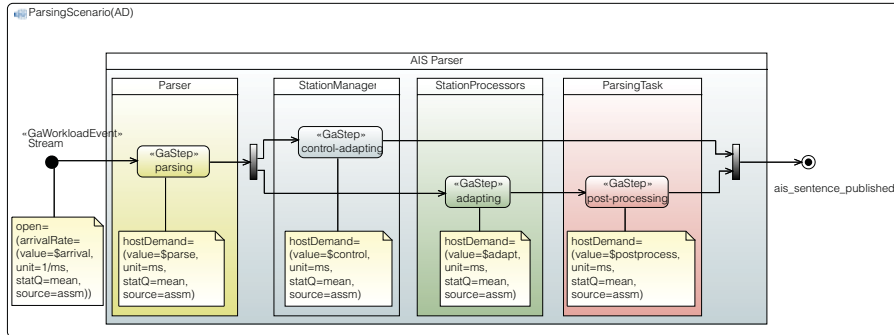 ParsingScenario(AD)
AIS Parser
Parser
StationManager
StationProcessors
ParsingTask
«GaWorkloadEvent»
Stream
«GaStep»
parsing
«GaStep»
control-adapting
«GaStep»
adapting
«GaStep»
post-processing
ais_sentence_published
open=
(arrivalRate=
(value=$arrival,
unit=1/ms,
statQ=mean,
source=assm))
hostDemand=
(value=$parse,
unit=ms,
statQ=mean,
source=assm)
hostDemand=
(value=$control,
unit=ms,
statQ=mean,
source=assm)
hostDemand=
(value=$adapt,
unit=ms,
statQ=mean,
source=assm)
hostDemand=
(value=$postprocess,
unit=ms,
statQ=mean,
source=assm)